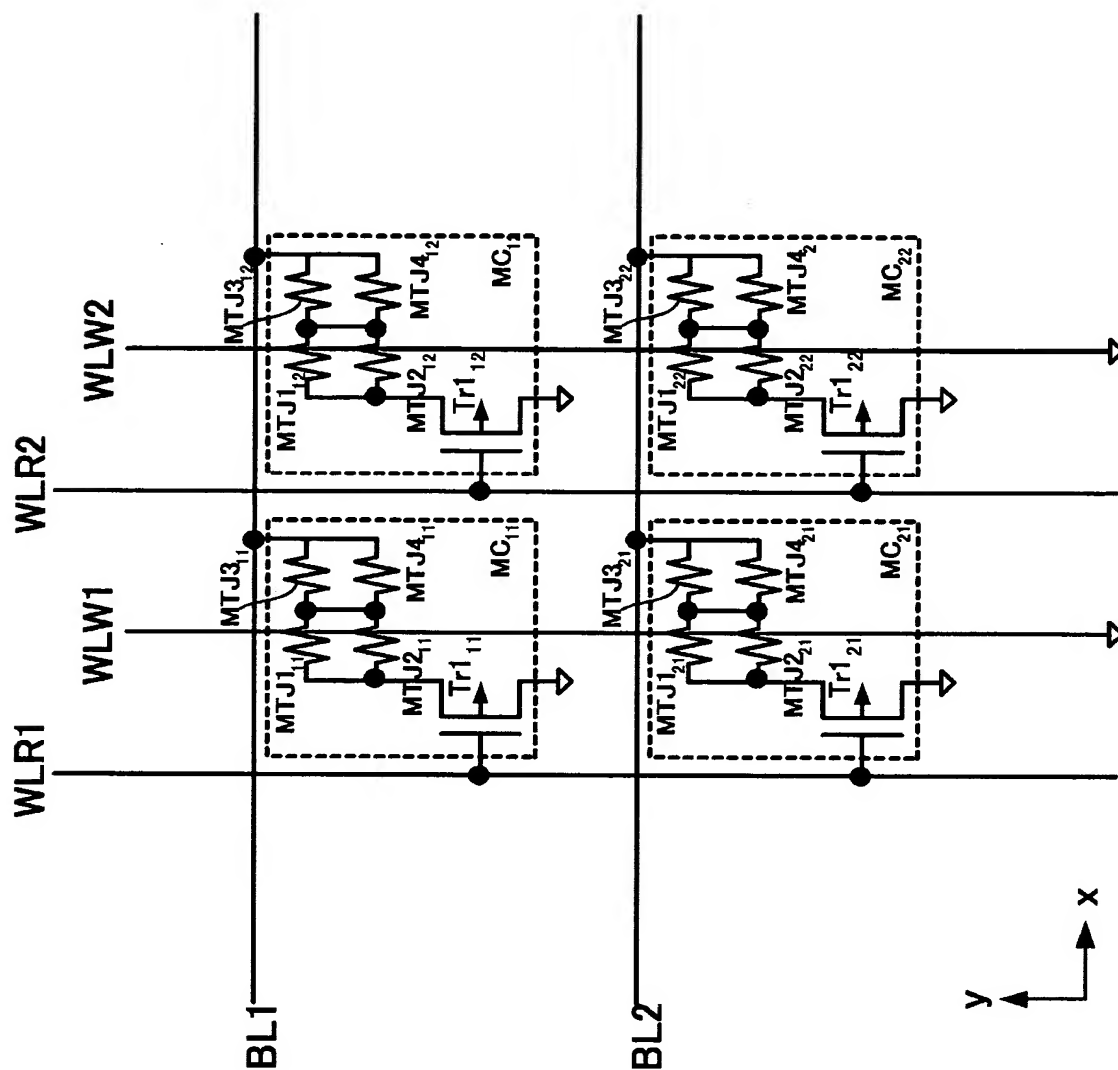 WLR1
WLW1
WLR2
WLW2
BL1
MTJ3₁₁
MTJ1₁₁
MTJ2₁₁
MTJ4₁₁
Tr1₁₁
MC₁₁
MTJ3₁₂
MTJ1₁₂
MTJ2₁₂
MTJ4₁₂
Tr1₁₂
MC₁₂
BL2
MTJ3₂₁
MTJ1₂₁
MTJ2₂₁
MTJ4₂₁
Tr1₂₁
MC₂₁
MTJ3₂₂
MTJ1₂₂
MTJ2₂₂
MTJ4₂
Tr1₂₂
MC₂₂
y
x